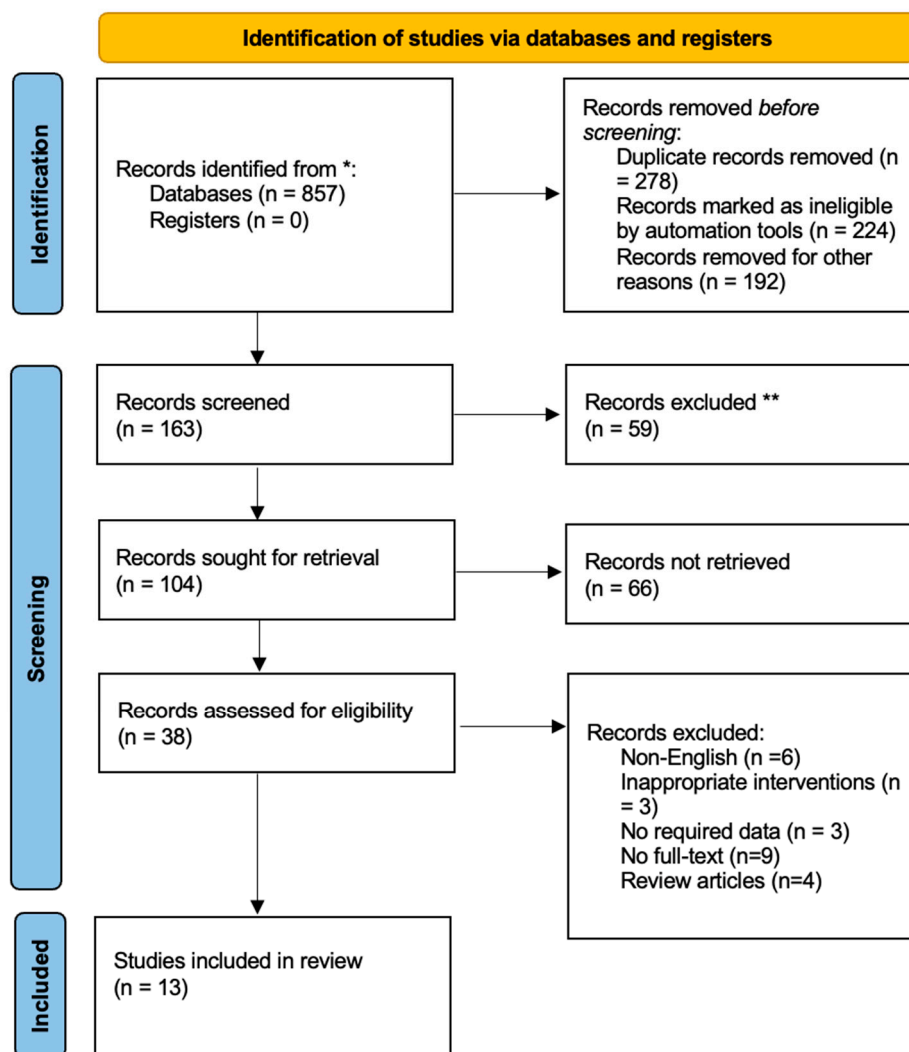 Identification of studies via databases and registers
Identification
Records identified from *:
Databases (n = 857)
Registers (n = 0)
Records removed before
screening:
Duplicate records removed (n
= 278)
Records marked as ineligible
by automation tools (n = 224)
Records removed for other
reasons (n = 192)
Screening
Records screened
(n = 163)
Records excluded **
(n = 59)
Records sought for retrieval
(n = 104)
Records not retrieved
(n = 66)
Records assessed for eligibility
(n = 38)
Records excluded:
Non-English (n =6)
Inappropriate interventions (n
= 3)
No required data (n = 3)
No full-text (n=9)
Review articles (n=4)
Included
Studies included in review
(n = 13)